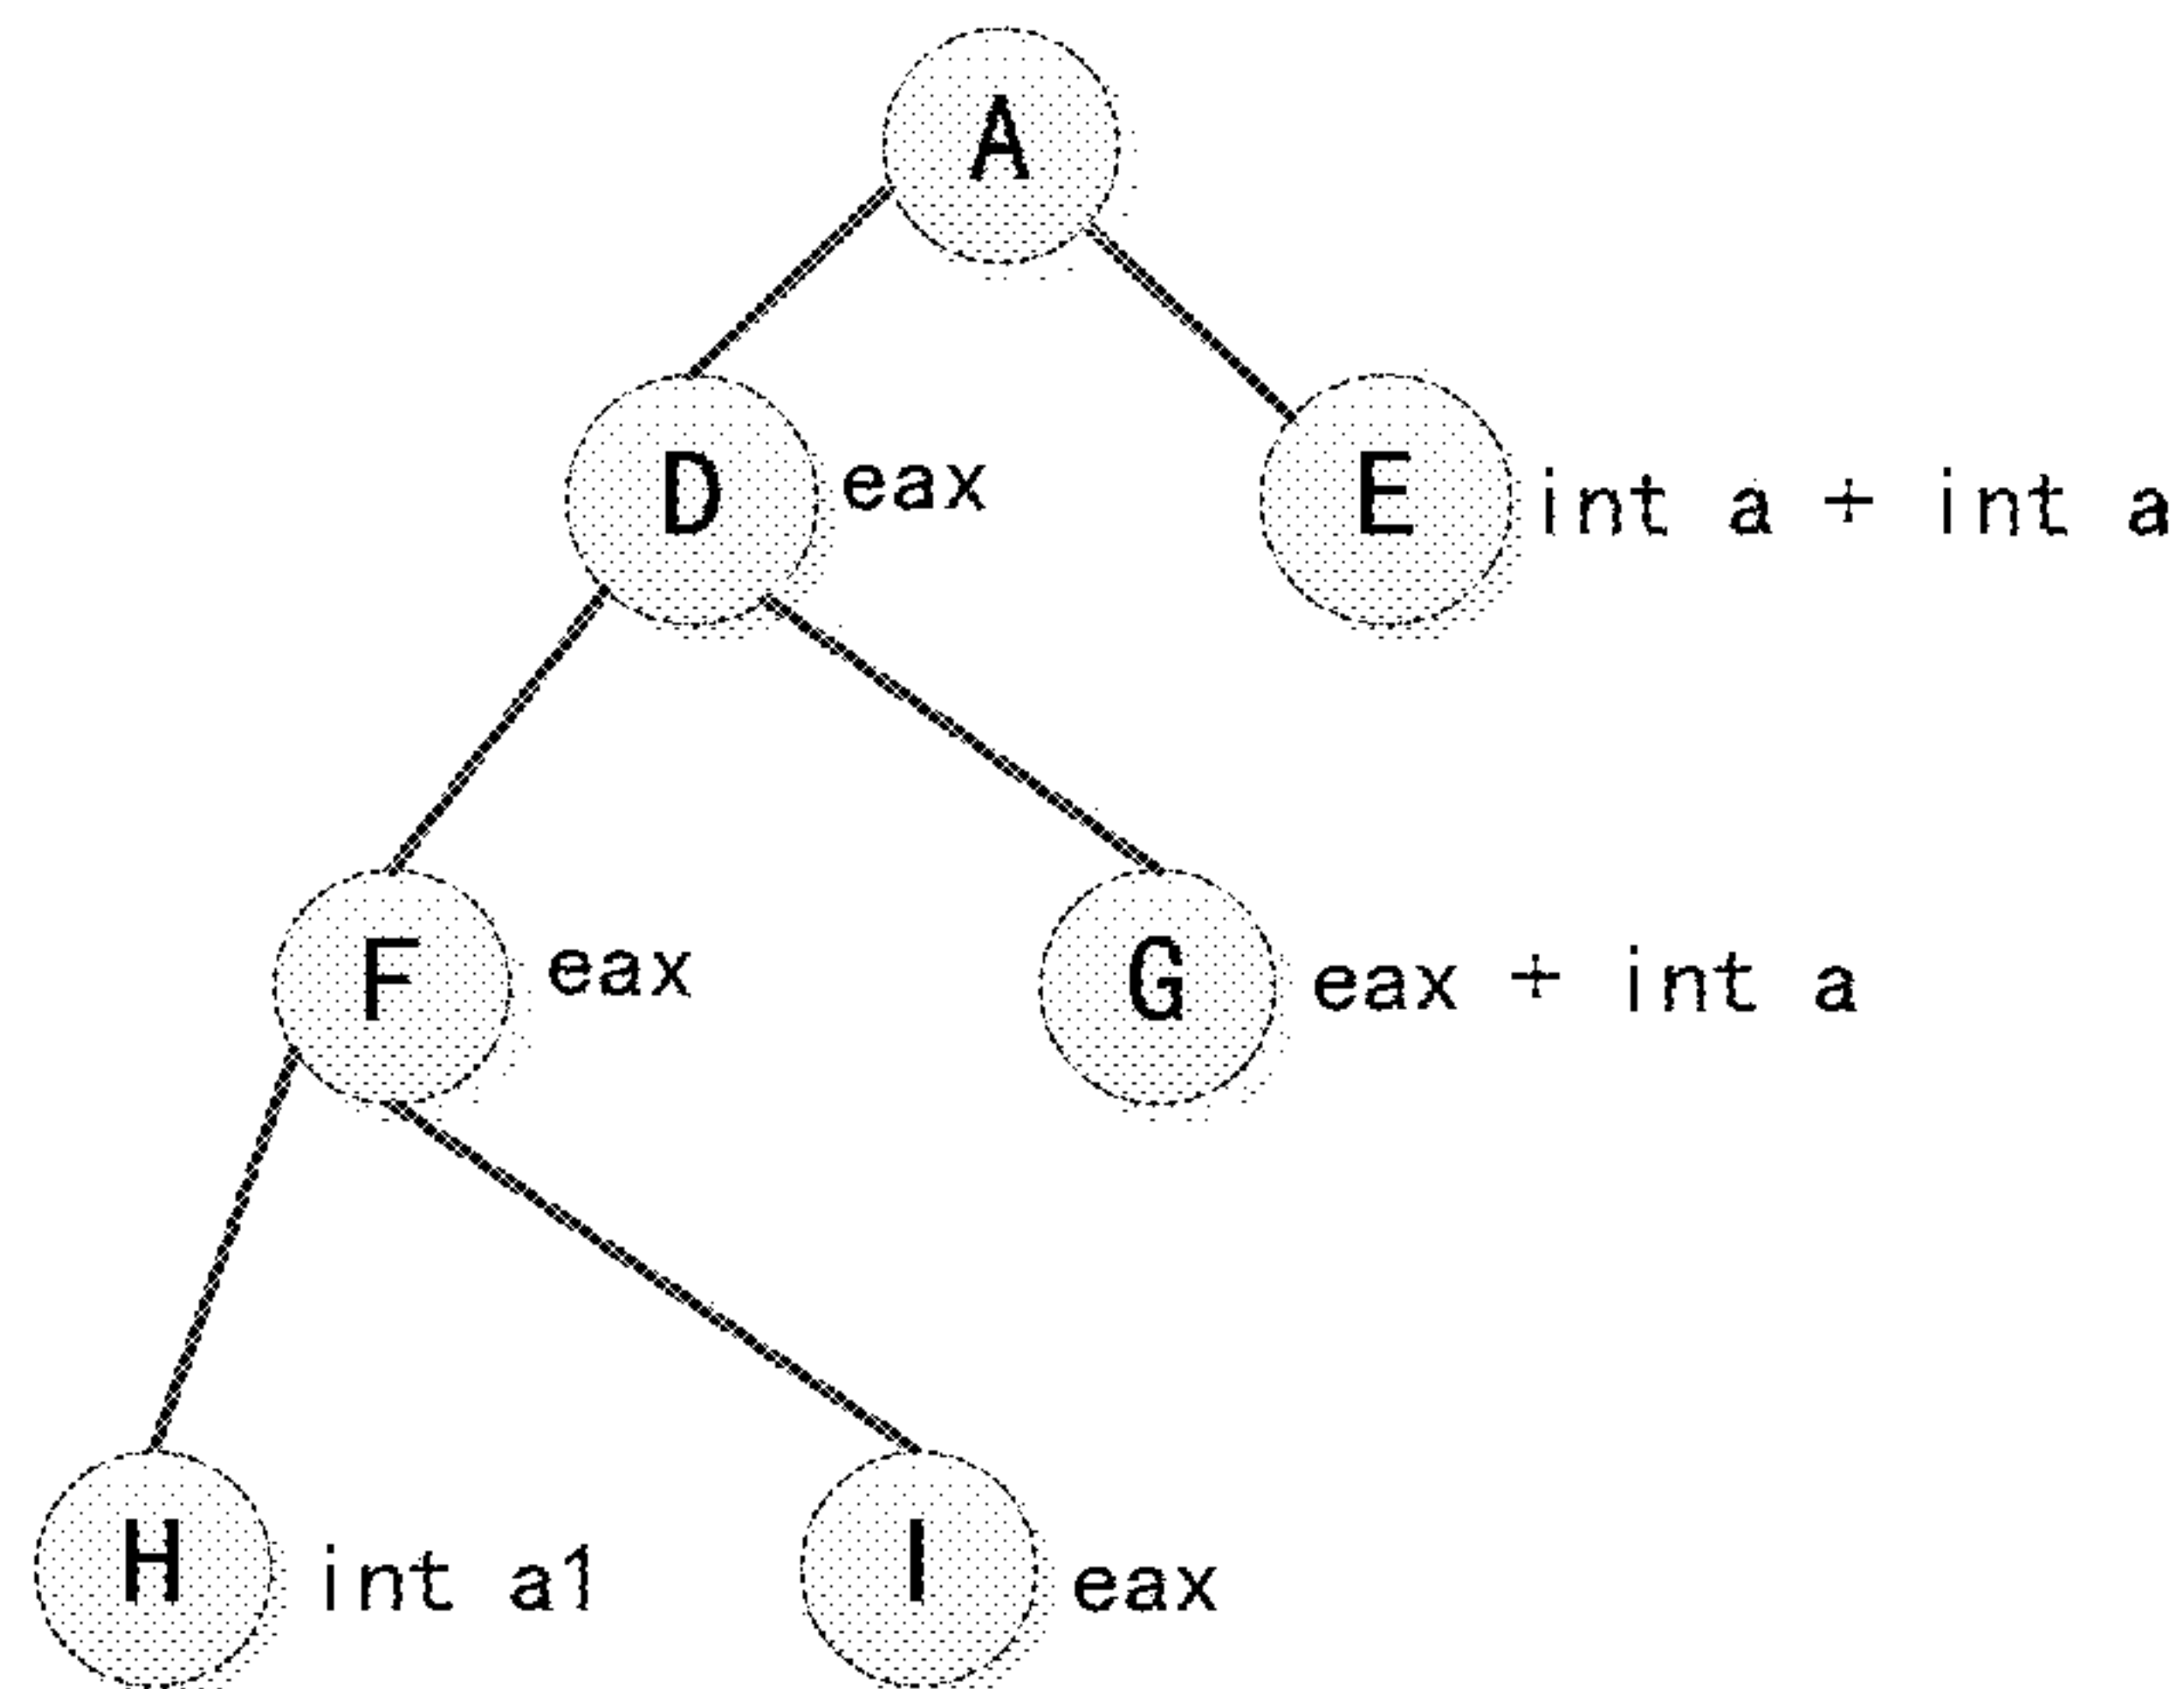 A
D eax E int a + int a
F eax G eax + int a
H int a1 I eax